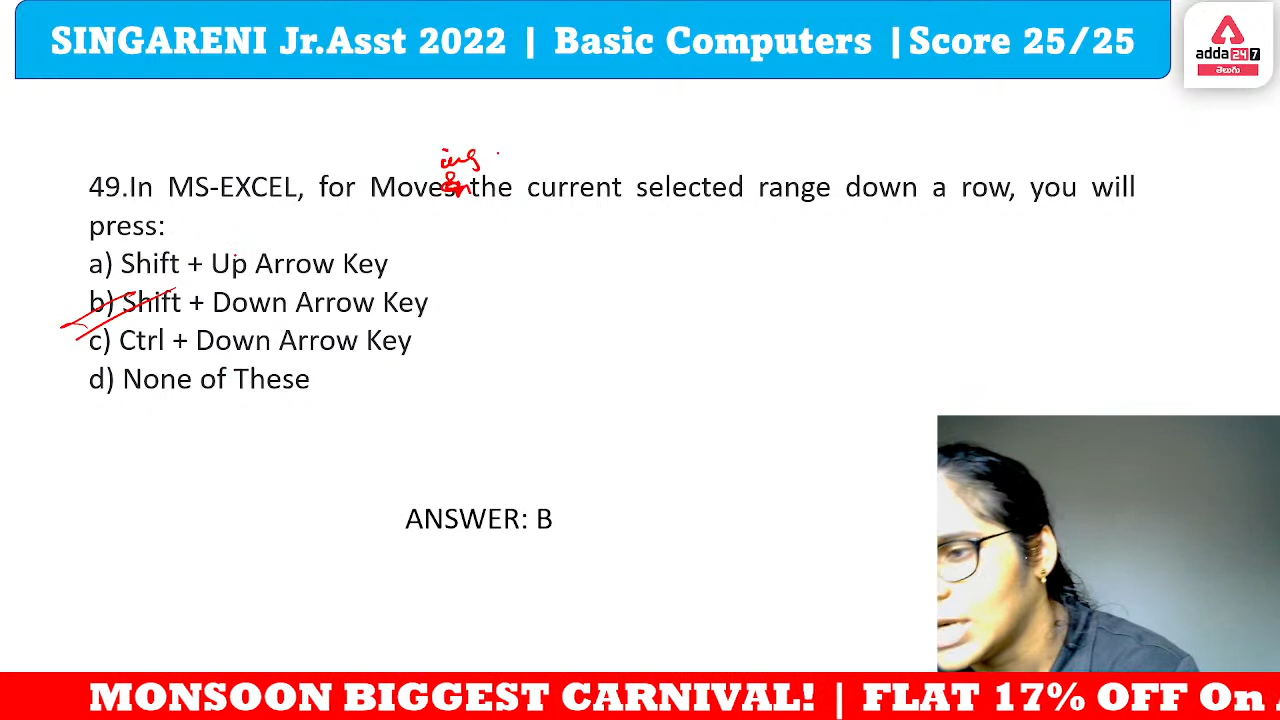 SINGARENI Jr.Asst 2022 | Basic Computers |Score 25/25
adda247
తెలుగు
ing
49.In MS-EXCEL, for Moves the current selected range down a row, you will
press:
a) Shift + Up Arrow Key
b) Shift + Down Arrow Key
c) Ctrl + Down Arrow Key
d) None of These
ANSWER: B
MONSOON BIGGEST CARNIVAL! | FLAT 17% OFF On